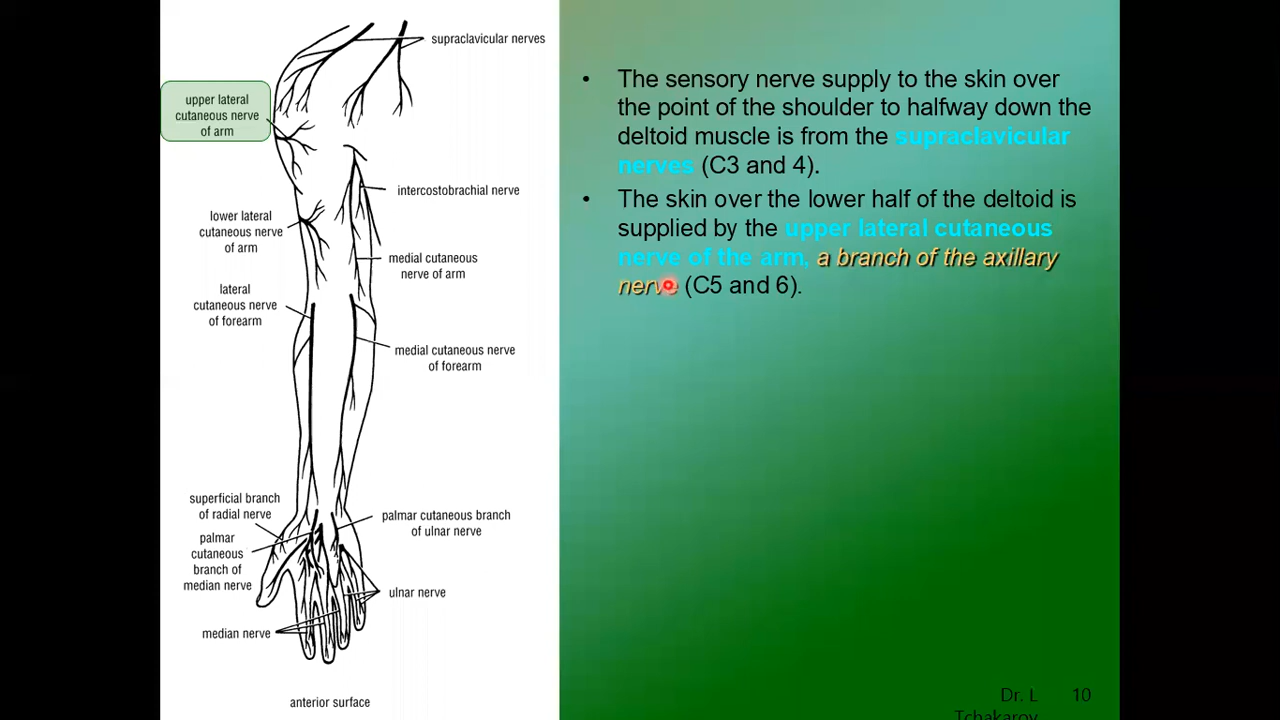 supraclavicular nerves
upper lateral
cutaneous nerve
of arm
intercostobrachial nerve
lower lateral
cutaneous nerve
of arm
medial cutaneous
nerve of arm
lateral
cutaneous nerve
of forearm
medial cutaneous nerve
of forearm
superficial branch
of radial nerve
palmar cutaneous branch
of ulnar nerve
palmar
cutaneous
branch of
median nerve
ulnar nerve
median nerve
anterior surface
• The sensory nerve supply to the skin over
the point of the shoulder to halfway down the
deltoid muscle is from the supraclavicular
nerves (C3 and 4).
• The skin over the lower half of the deltoid is
supplied by the upper lateral cutaneous
nerve of the arm, a branch of the axillary
nerve (C5 and 6).
Dr. L 10
Tchakarov